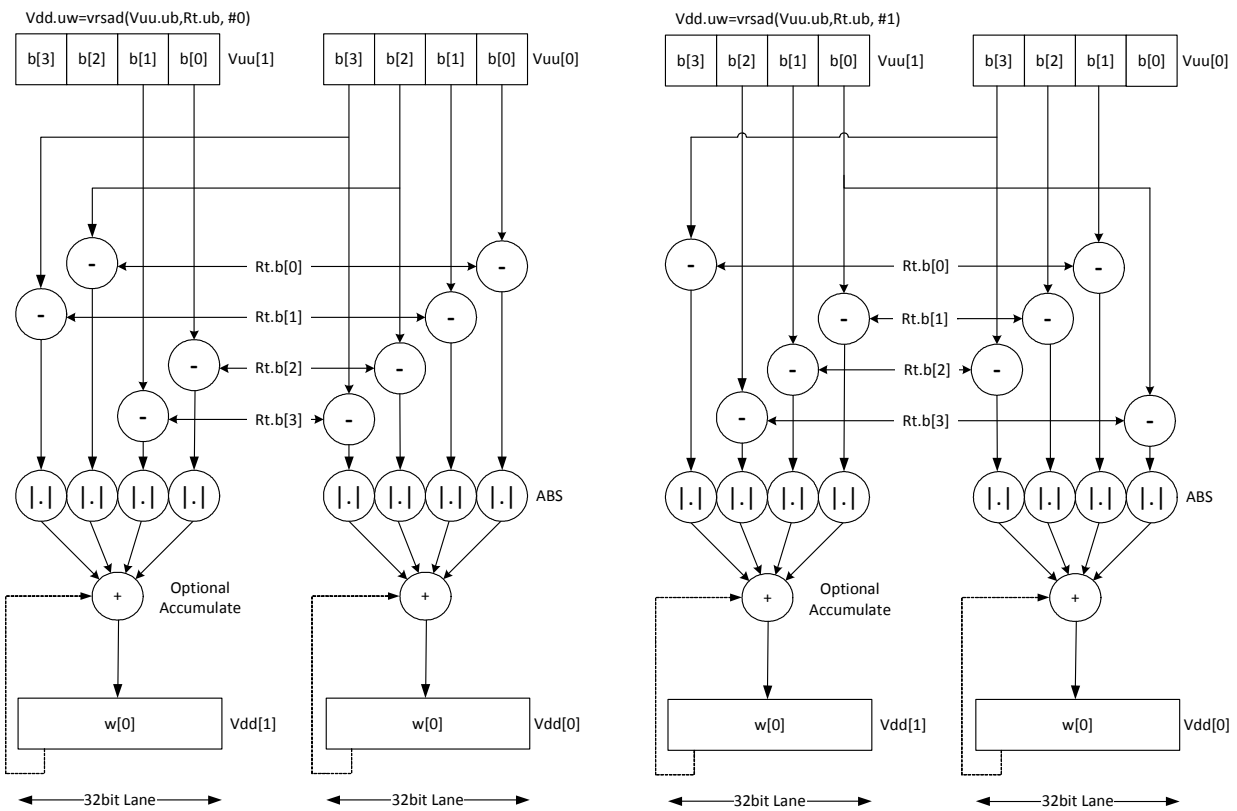 Vdd.uw=vrsad(Vuu.ub,Rt.ub, #0)
b[3] b[2] b[1] b[0] Vuu[1]
b[3] b[2] b[1] b[0] Vuu[0]
- Rt.b[0] -
- Rt.b[1] -
- Rt.b[2] -
- Rt.b[3] -
|.| |.| |.| |.|
|.| |.| |.| |.| ABS
+ Optional
Accumulate
+
w[0] Vdd[1]
w[0] Vdd[0]
32bit Lane
32bit Lane
Vdd.uw=vrsad(Vuu.ub,Rt.ub, #1)
b[3] b[2] b[1] b[0] Vuu[1]
b[3] b[2] b[1] b[0] Vuu[0]
- Rt.b[0] -
- Rt.b[1] -
- Rt.b[2] -
- Rt.b[3] -
|.| |.| |.| |.|
|.| |.| |.| |.| ABS
+ Optional
Accumulate
+
w[0] Vdd[1]
w[0] Vdd[0]
32bit Lane
32bit Lane